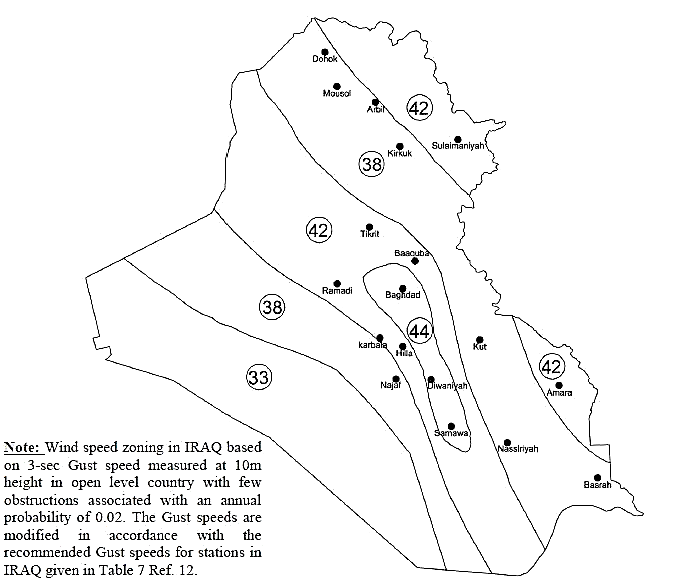 Dohok
Mousol
Arbil
42
Sulaimaniyah
Kirkuk
38
42
Tikrit
Baaquba
Ramadi
Baghdad
38
44
karbala
Hilla
Kut
33
Najaf
Diwaniyah
42
Amara
Samawa
Nassiriyah
Basrah
Note: Wind speed zoning in IRAQ based
on 3-sec Gust speed measured at 10m
height in open level country with few
obstructions associated with an annual
probability of 0.02. The Gust speeds are
modified in accordance with the
recommended Gust speeds for stations in
IRAQ given in Table 7 Ref. 12.